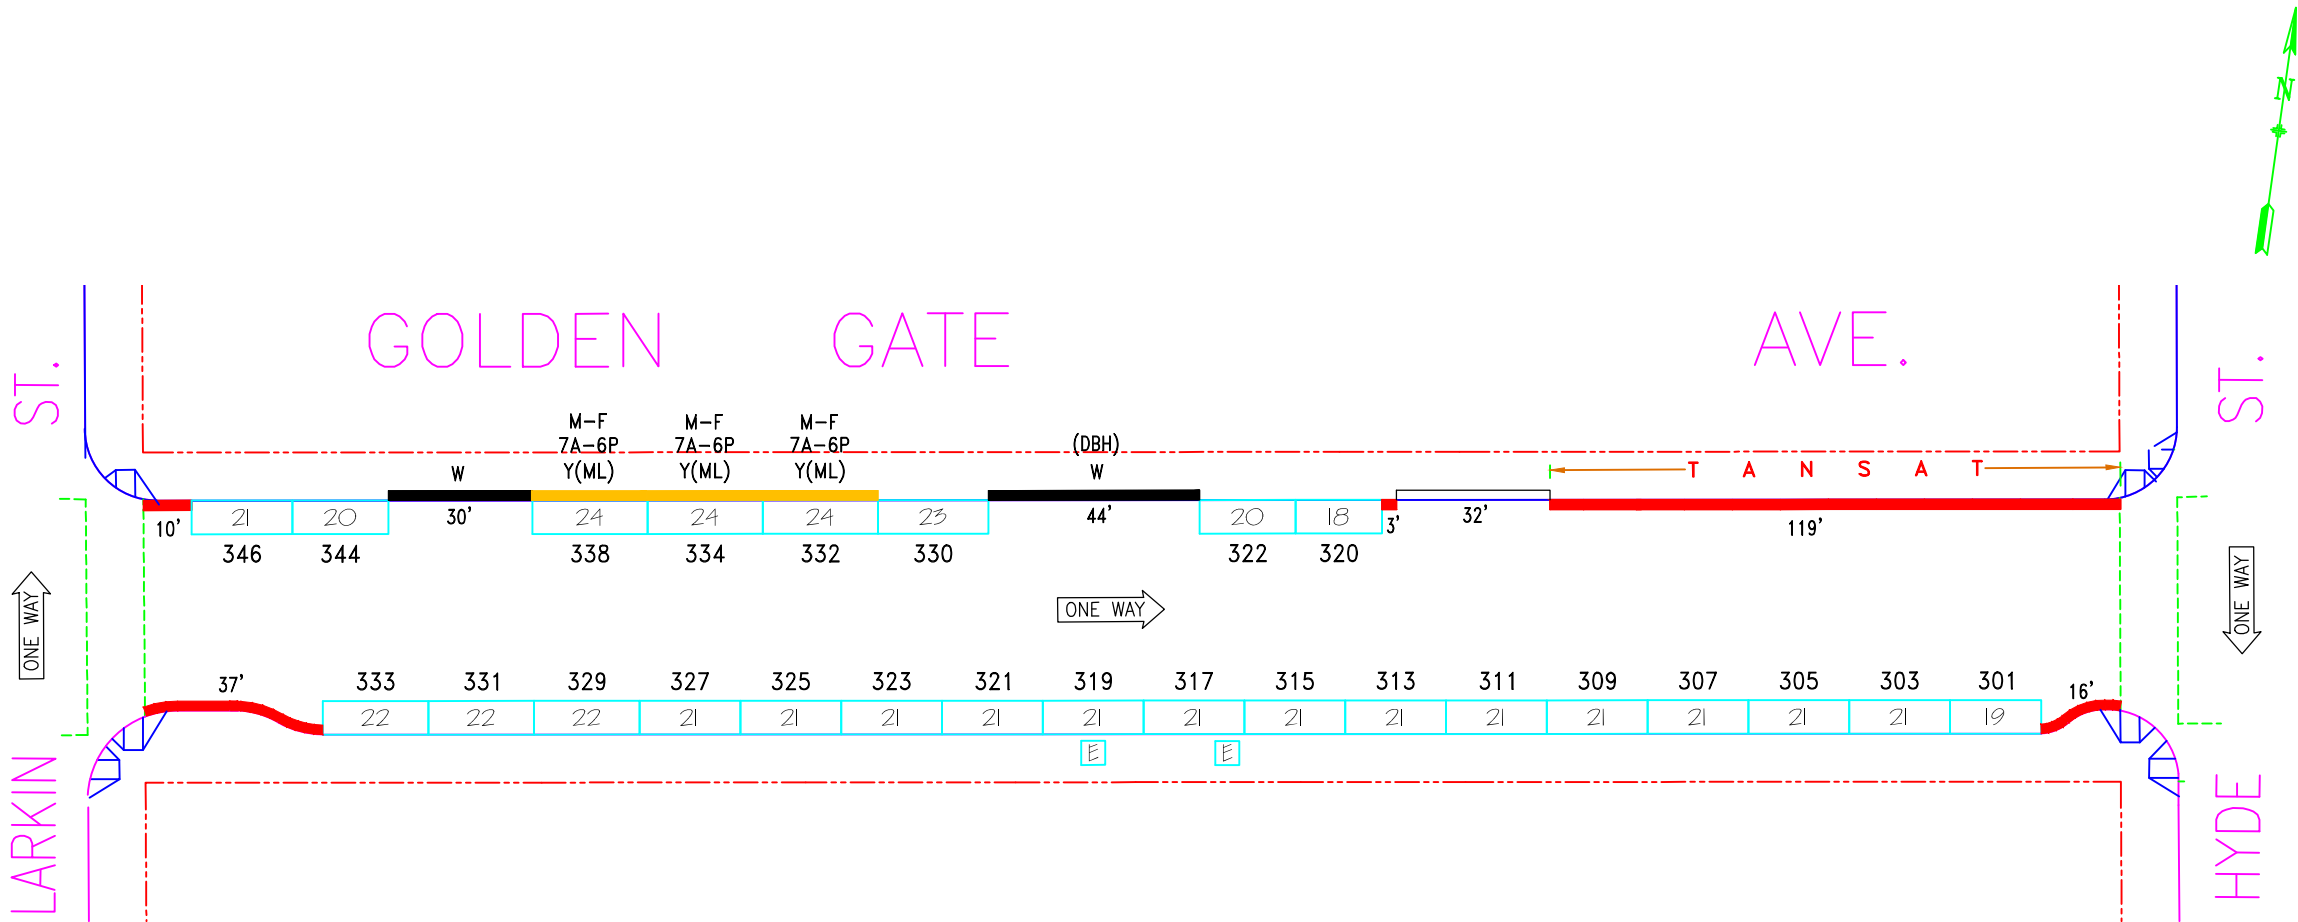 N
GOLDEN GATE AVE.
ST.
ST.
M-F
7A-6P
Y(ML)
M-F
7A-6P
Y(ML)
M-F
7A-6P
Y(ML)
(DBH)
W
W
T A N S A T
10'
21
20
30'
24
24
24
23
44'
20
18
3'
32'
119'
346
344
338
334
332
330
322
320
ONE WAY
ONE WAY
ONE WAY
37'
333
331
329
327
325
323
321
319
317
315
313
311
309
307
305
303
301
16'
22
22
22
21
21
21
21
21
21
21
21
21
21
21
21
21
19
E
E
LARKIN
HYDE